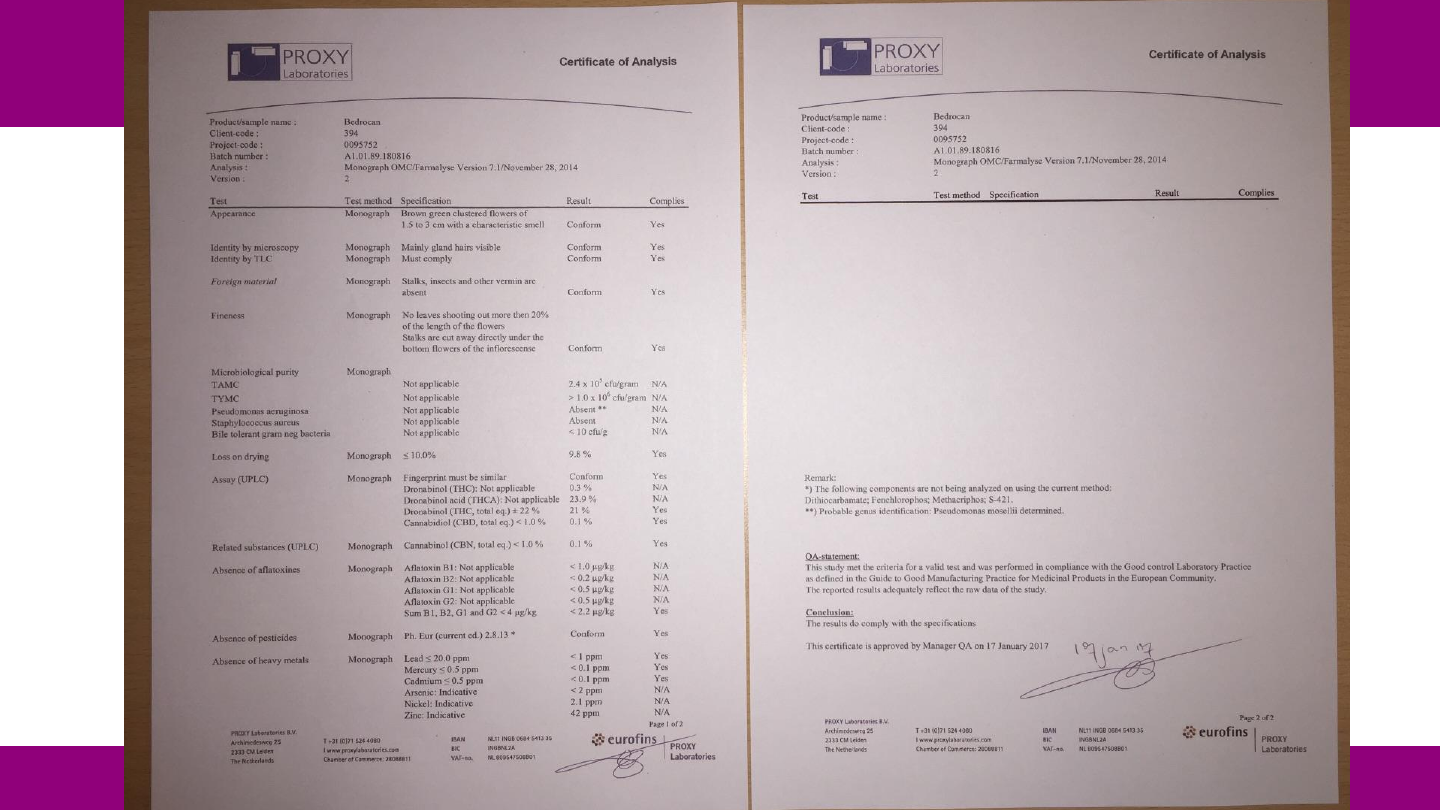 PROXY
Laboratories
Certificate of Analysis
Product/sample name : Bedrocan
Client-code : 394
Project-code : 0095752
Batch number : A1.01.89.180816
Analysis : Monograph OMC/Farmalyse Version 7.1/November 28, 2014
Version : 2
Test Test method Specification Result Complies
Appearance Monograph Brown green clustered flowers of
1.5 to 3 cm with a characteristic smell Conform Yes
Identity by microscopy Monograph Mainly gland hairs visible Conform Yes
Identity by TLC Monograph Must comply Conform Yes
Foreign material Monograph Stalks, insects and other vermin are
absent Conform Yes
Fineness Monograph No leaves shooting out more then 20%
of the length of the flowers
Stalks are cut away directly under the
bottom flowers of the inflorescense Conform Yes
Microbiological purity Monograph
TAMC Not applicable 2.4 x 10⁵ cfu/gram N/A
TYMC Not applicable > 1.0 x 10⁶ cfu/gram N/A
Pseudomonas aeruginosa Not applicable Absent ** N/A
Staphylococcus aureus Not applicable Absent N/A
Bile tolerant gram neg bacteria Not applicable < 10 cfu/g N/A
Loss on drying Monograph ≤ 10.0% 9.8 % Yes
Assay (UPLC) Monograph Fingerprint must be similar Conform Yes
Dronabinol (THC): Not applicable 0.3 % N/A
Dronabinol acid (THCA): Not applicable 23.9 % N/A
Dronabinol (THC, total eq.) ± 22 % 21 % Yes
Cannabidiol (CBD, total eq.) < 1.0 % 0.1 % Yes
Related substances (UPLC) Monograph Cannabinol (CBN, total eq.) < 1.0 % 0.1 % Yes
Absence of aflatoxines Monograph Aflatoxin B1: Not applicable < 1.0 µg/kg N/A
Aflatoxin B2: Not applicable < 0.2 µg/kg N/A
Aflatoxin G1: Not applicable < 0.5 µg/kg N/A
Aflatoxin G2: Not applicable < 0.5 µg/kg N/A
Sum B1, B2, G1 and G2 < 4 µg/kg < 2.2 µg/kg Yes
Absence of pesticides Monograph Ph. Eur (current ed.) 2.8.13 * Conform Yes
Absence of heavy metals Monograph Lead ≤ 20.0 ppm < 1 ppm Yes
Mercury ≤ 0.5 ppm < 0.1 ppm Yes
Cadmium ≤ 0.5 ppm < 0.1 ppm Yes
Arsenic: Indicative < 2 ppm N/A
Nickel: Indicative 2.1 ppm N/A
Zinc: Indicative 42 ppm N/A
Page 1 of 2
PROXY Laboratories B.V.
Archimedesweg 25 T +31 (0)71 524 4080 IBAN NL11 INGB 0684 5413 35
2333 CM Leiden I www.proxylaboratories.com BIC INGBNL2A
The Netherlands Chamber of Commerce: 28088811 VAT-no.
eurofins
PROXY
Laboratories
PROXY
Laboratories
Certificate of Analysis
Product/sample name : Bedrocan
Client-code : 394
Project-code : 0095752
Batch number : A1.01.89.180816
Analysis : Monograph OMC/Farmalyse Version 7.1/November 28, 2014
Version : 2
Test Test method Specification Result Complies
Remark:
*) The following components are not being analyzed on using the current method:
Dithiocarbamate; Fenchlorophos; Methacriphos; S-421.
**) Probable genus identification: Pseudomonas mosellii determined.
QA-statement:
This study met the criteria for a valid test and was performed in compliance with the Good control Laboratory Practice
as defined in the Guide to Good Manufacturing Practice for Medicinal Products in the European Community.
The reported results adequately reflect the raw data of the study.
Conclusion:
The results do comply with the specifications
This certificate is approved by Manager QA on 17 January 2017
17 jan 17
Page 2 of 2
PROXY Laboratories B.V.
Archimedesweg 25 T +31 (0)71 524 4080 IBAN NL11 INGB 0684 5413 35
2333 CM Leiden I www.proxylaboratories.com BIC INGBNL2A
The Netherlands Chamber of Commerce: 28088811 VAT-no.
eurofins
PROXY
Laboratories